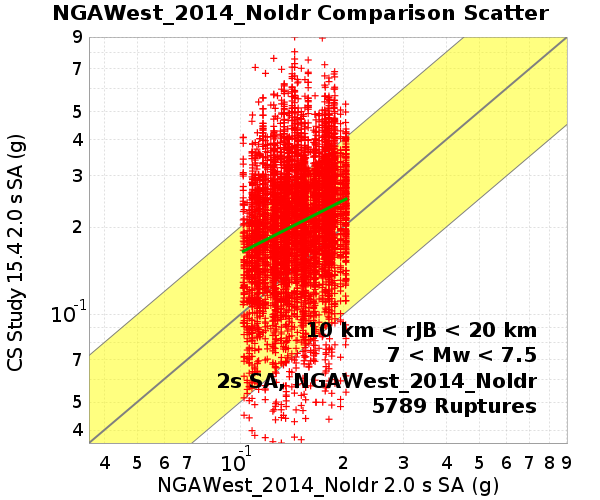 NGAWest_2014_NoIdr Comparison Scatter
9
7
5
4
3
2
10-1
7
5
4
CS Study 15.4 2.0 s SA (g)
10 km < rJB < 20 km
7 < Mw < 7.5
2s SA, NGAWest_2014_NoIdr
5789 Ruptures
4 5 6 7 10-1 2 3 4 5 6 7 8 9
NGAWest_2014_NoIdr 2.0 s SA (g)